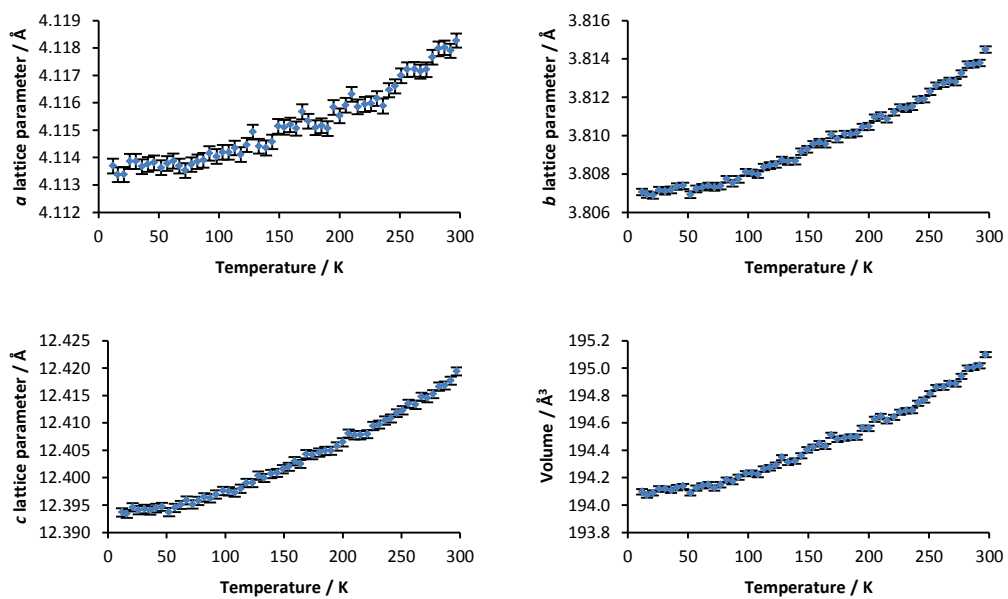 4.119
4.118
4.117
4.116
4.115
4.114
4.113
4.112
a lattice parameter / Å
0 50 100 150 200 250 300
Temperature / K
3.816
3.814
3.812
3.810
3.808
3.806
b lattice parameter / Å
0 50 100 150 200 250 300
Temperature / K
12.425
12.420
12.415
12.410
12.405
12.400
12.395
12.390
c lattice parameter / Å
0 50 100 150 200 250 300
Temperature / K
195.2
195.0
194.8
194.6
194.4
194.2
194.0
193.8
Volume / Å³
0 50 100 150 200 250 300
Temperature / K